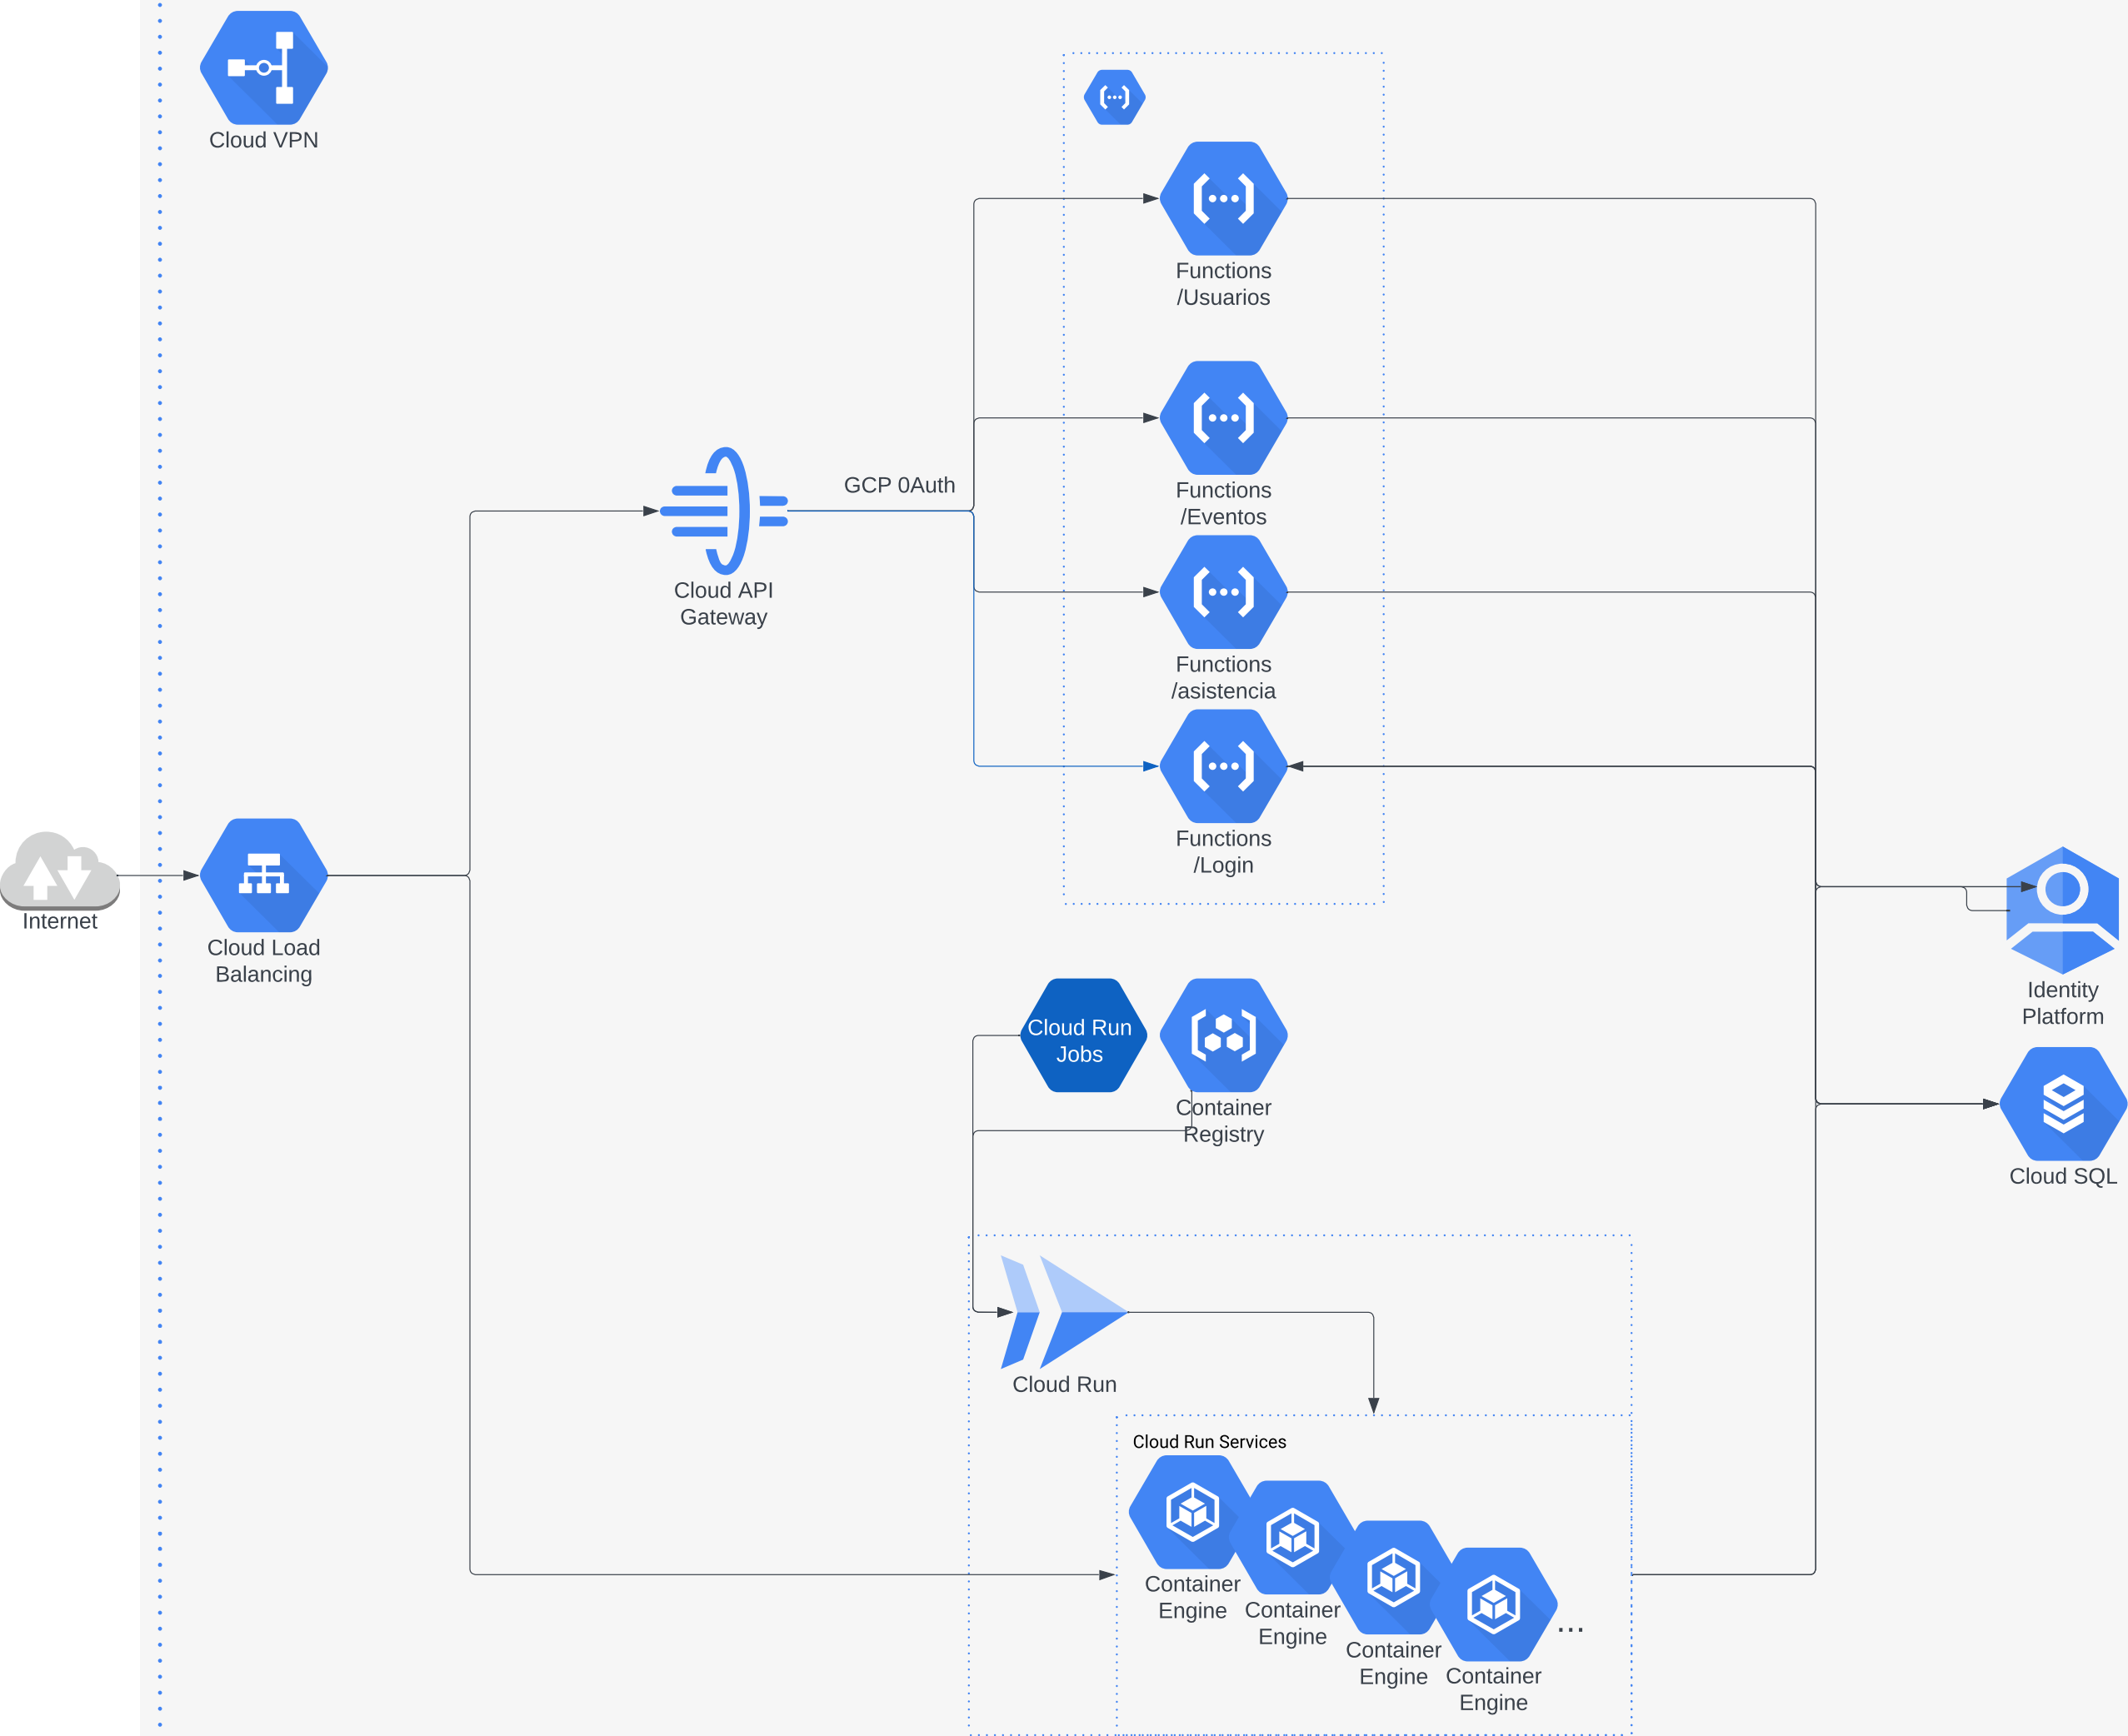 Cloud VPN
Functions
/Usuarios
GCP 0Auth
Functions
/Eventos
Cloud API
Gateway
Functions
/asistencia
Functions
/Login
Internet
Cloud Load
Balancing
Identity
Platform
Cloud Run
Jobs
Container
Registry
Cloud SQL
Cloud Run
Cloud Run Services
Container
Engine
Container
Engine
Container
Engine
Container
Engine
...